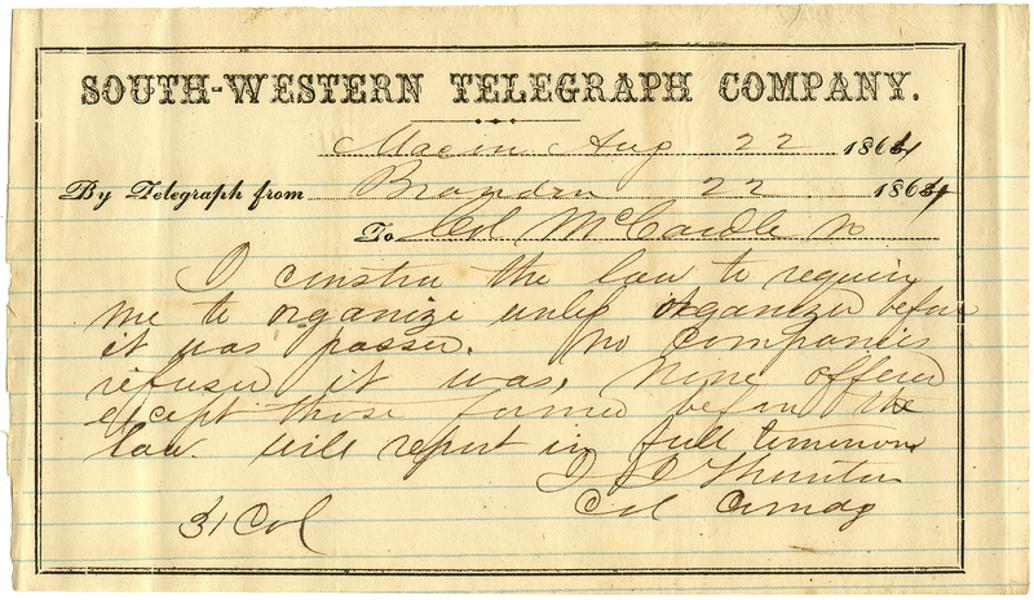 SOUTH-WESTERN TELEGRAPH COMPANY.
Macon Aug 22 1864
By Telegraph from Brandon 22 1864
To Col McCardle
I constru the law to require
me to organize unless organized before
it was passed. No companies
refused it was, None offered
except those formed before the
law. will report in full tomorrow
Col Comdg
31 Col